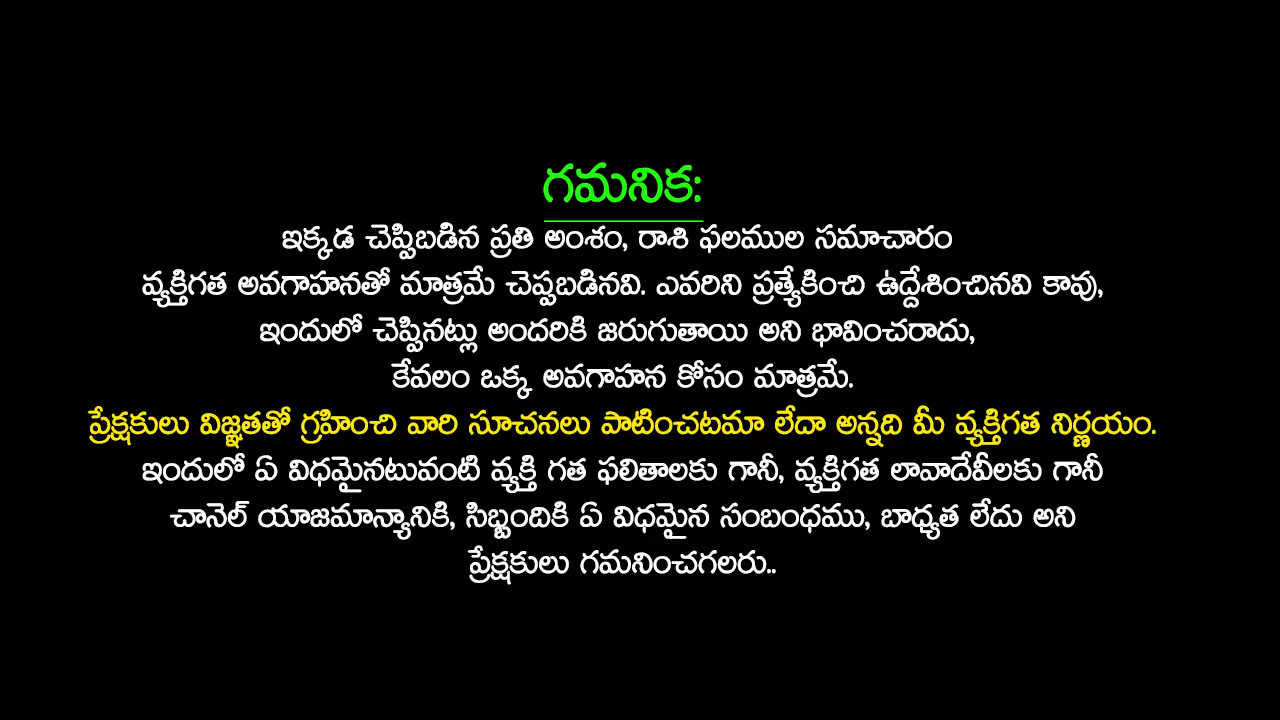 గమనిక:
ఇక్కడ చెప్పిబడిన ప్రతి అంశం, రాశి ఫలముల సమాచారం
వ్యక్తిగత అవగాహనతో మాత్రమే చెప్పబడినవి. ఎవరిని ప్రత్యేకించి ఉద్దేశించినవి కావు,
ఇందులో చెప్పినట్లు అందరికి జరుగుతాయి అని భావించరాదు,
కేవలం ఒక్క అవగాహన కోసం మాత్రమే.
ప్రేక్షకులు విజ్ఞతతో గ్రహించి వారి సూచనలు పాటించటమా లేదా అన్నది మీ వ్యక్తిగత నిర్ణయం.
ఇందులో ఏ విధమైనటువంటి వ్యక్తి గత ఫలితాలకు గానీ, వ్యక్తిగత లావాదేవీలకు గానీ
చానెల్ యాజమాన్యానికి, సిబ్బందికి ఏ విధమైన సంబంధము, బాధ్యత లేదు అని
ప్రేక్షకులు గమనించగలరు..